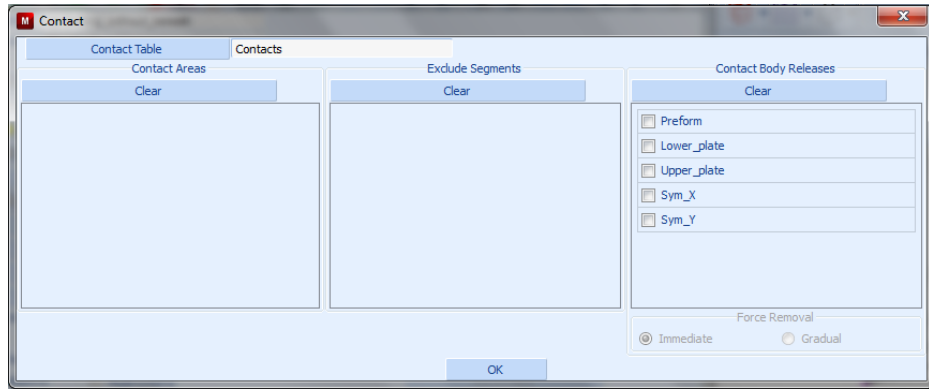 M Contact
Contact Table Contacts
Contact Areas Exclude Segments Contact Body Releases
Clear Clear Clear
Preform
Lower_plate
Upper_plate
Sym_X
Sym_Y
Force Removal
Immediate Gradual
OK